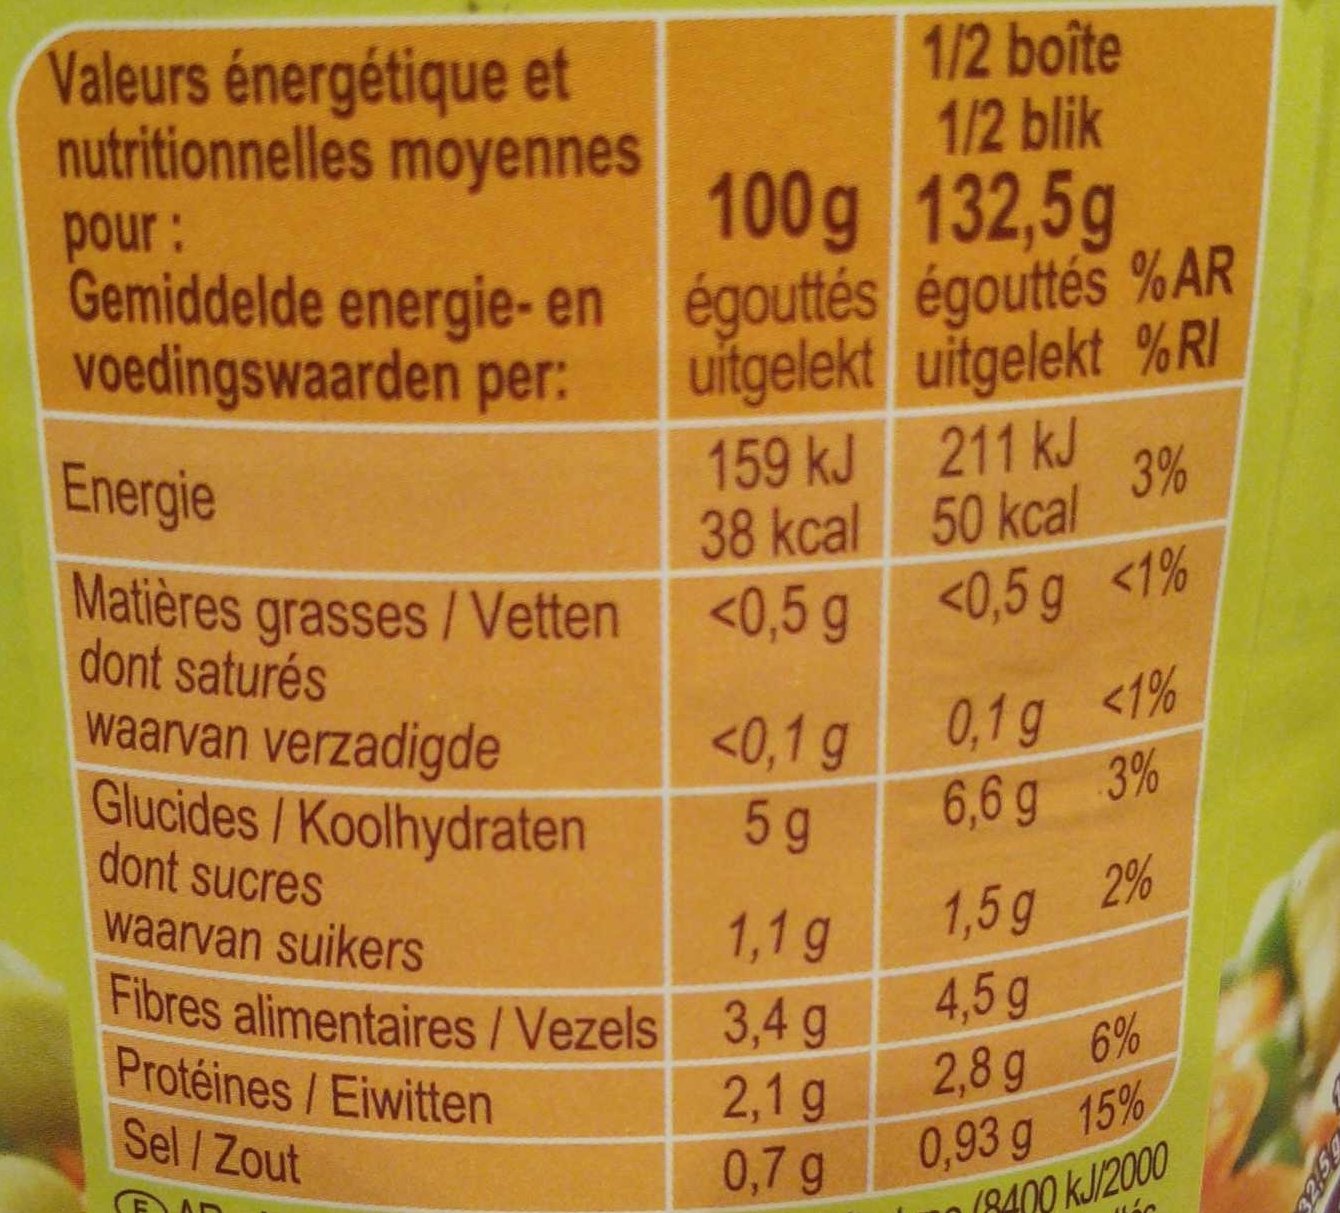 Valeurs énergétique et
nutritionnelles moyennes
pour :
Gemiddelde energie- en
voedingswaarden per:
100g
égouttés
uitgelekt
1/2 boîte
1/2 blik
132,5g
égouttés %AR
uitgelekt %RI
Energie 159 kJ 211 kJ 3%
38 kcal 50 kcal
Matières grasses / Vetten <0,5 g <0,5 g <1%
dont saturés
waarvan verzadigde <0,1 g 0,1 g <1%
Glucides / Koolhydraten 5 g 6,6 g 3%
dont sucres
waarvan suikers 1,1 g 1,5 g 2%
Fibres alimentaires / Vezels 3,4 g 4,5 g
Protéines / Eiwitten 2,1 g 2,8 g 6%
Sel / Zout 0,7 g 0,93 g 15%
(8400 kJ/2000